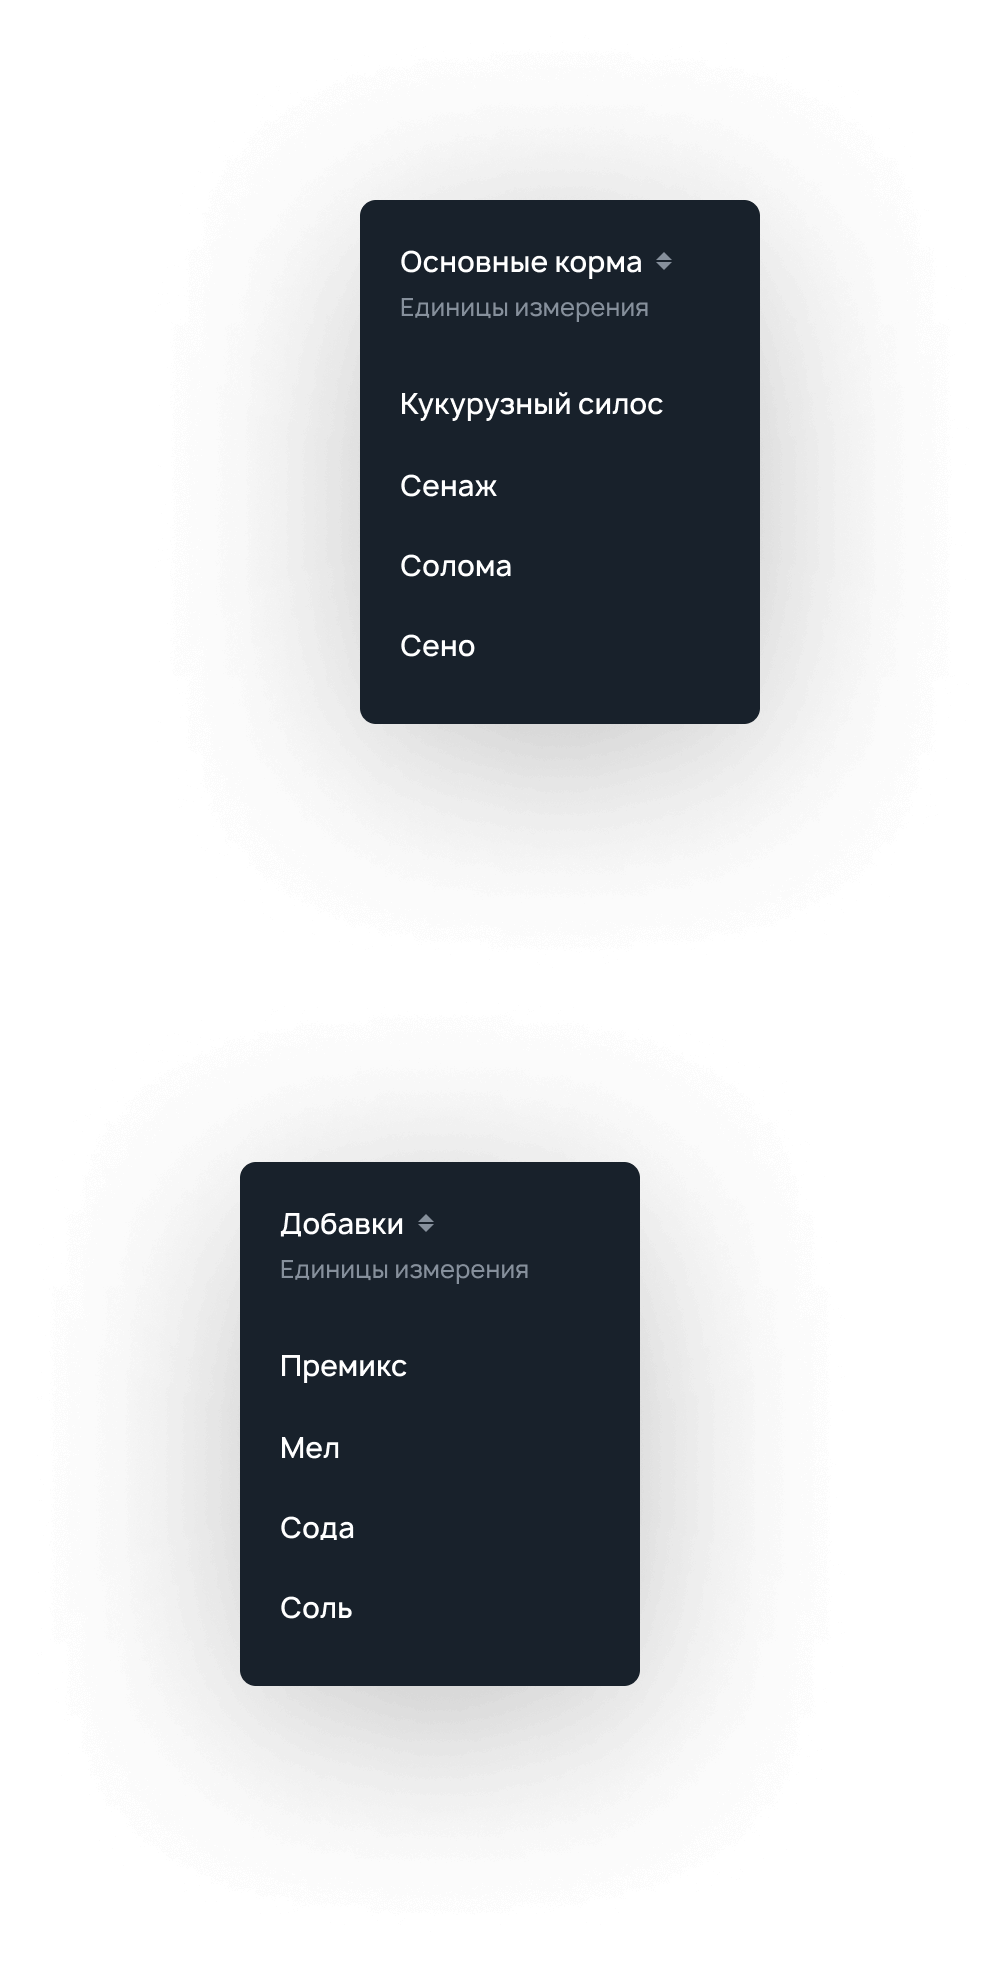 Основные корма
Единицы измерения
Кукурузный силос
Сенаж
Солома
Сено
Добавки
Единицы измерения
Премикс
Мел
Сода
Соль